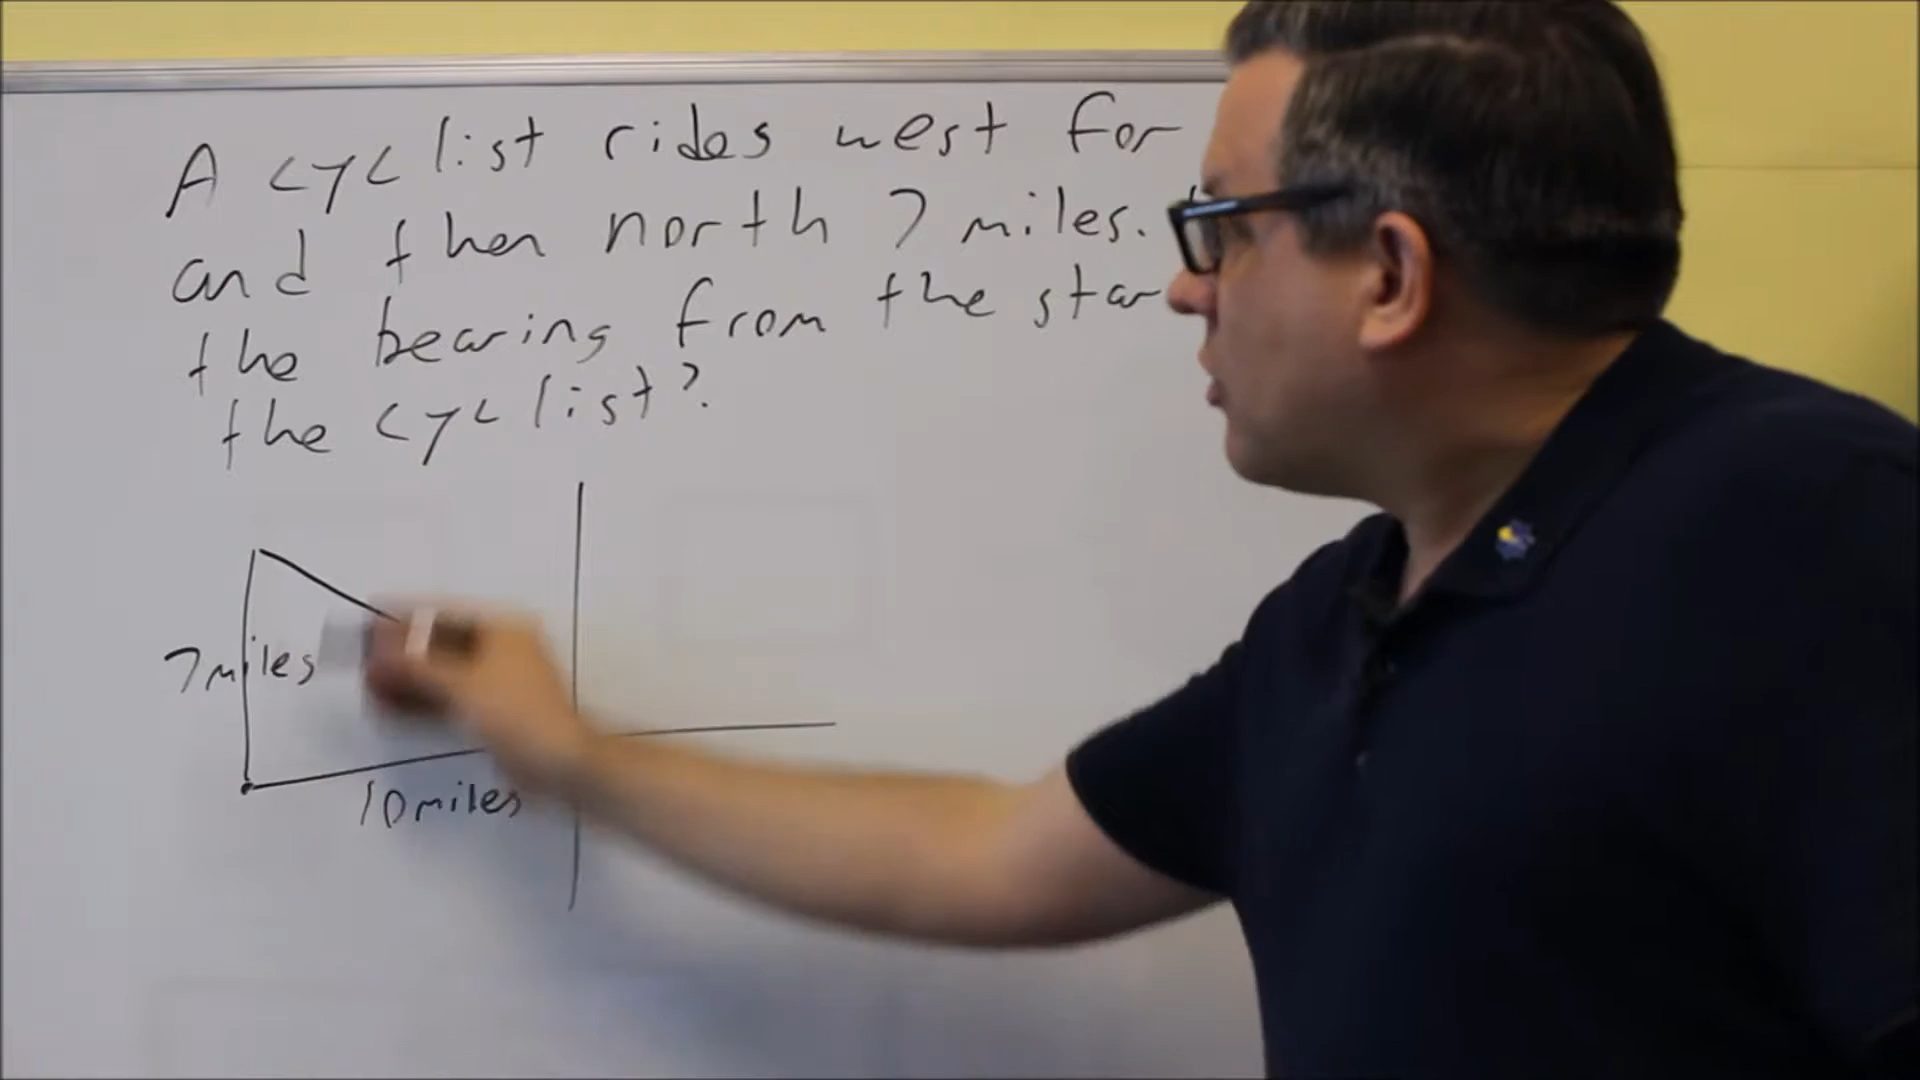 A cyclist rides west for
and then north 7 miles.
the bearing from the star
the cyclist?
7miles
10miles